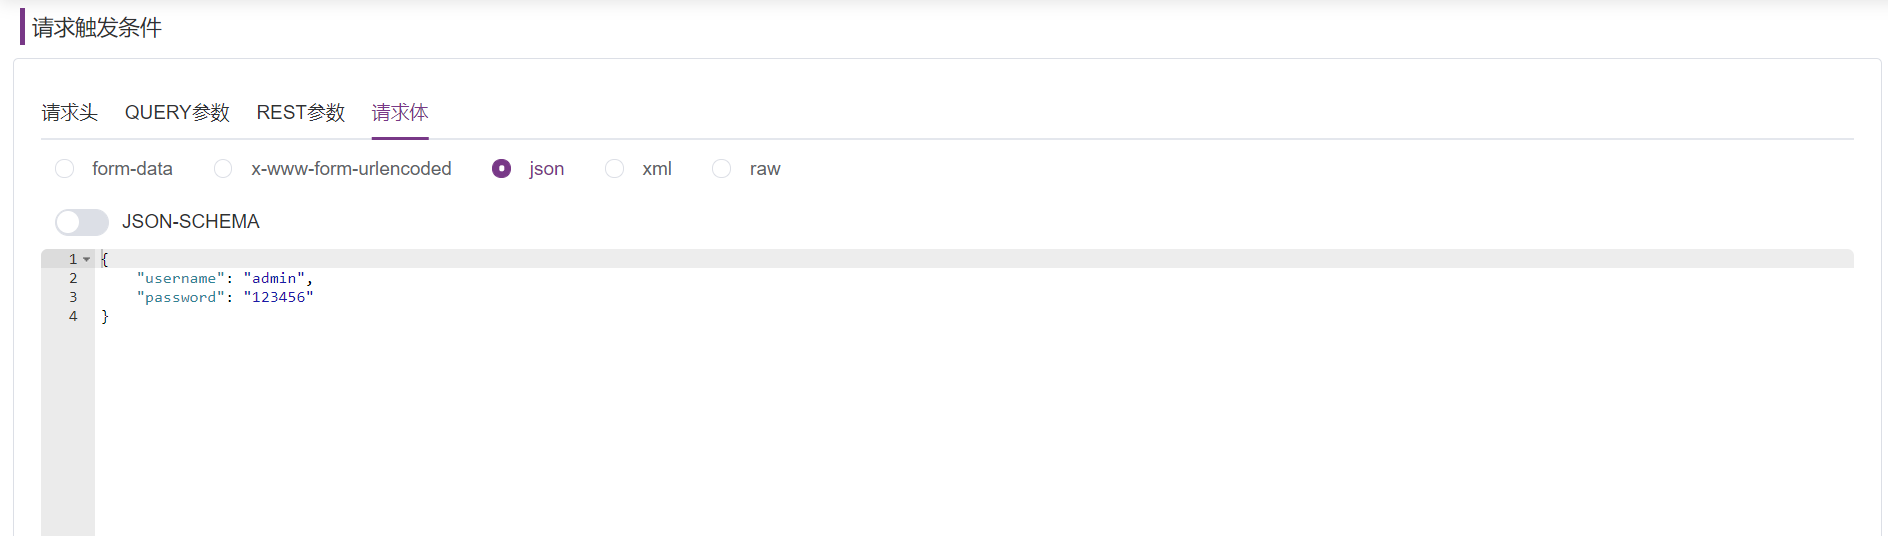 请求触发条件
请求头 QUERY参数 REST参数 请求体
form-data x-www-form-urlencoded json xml raw
JSON-SCHEMA
1 {
2 "username": "admin",
3 "password": "123456"
4 }